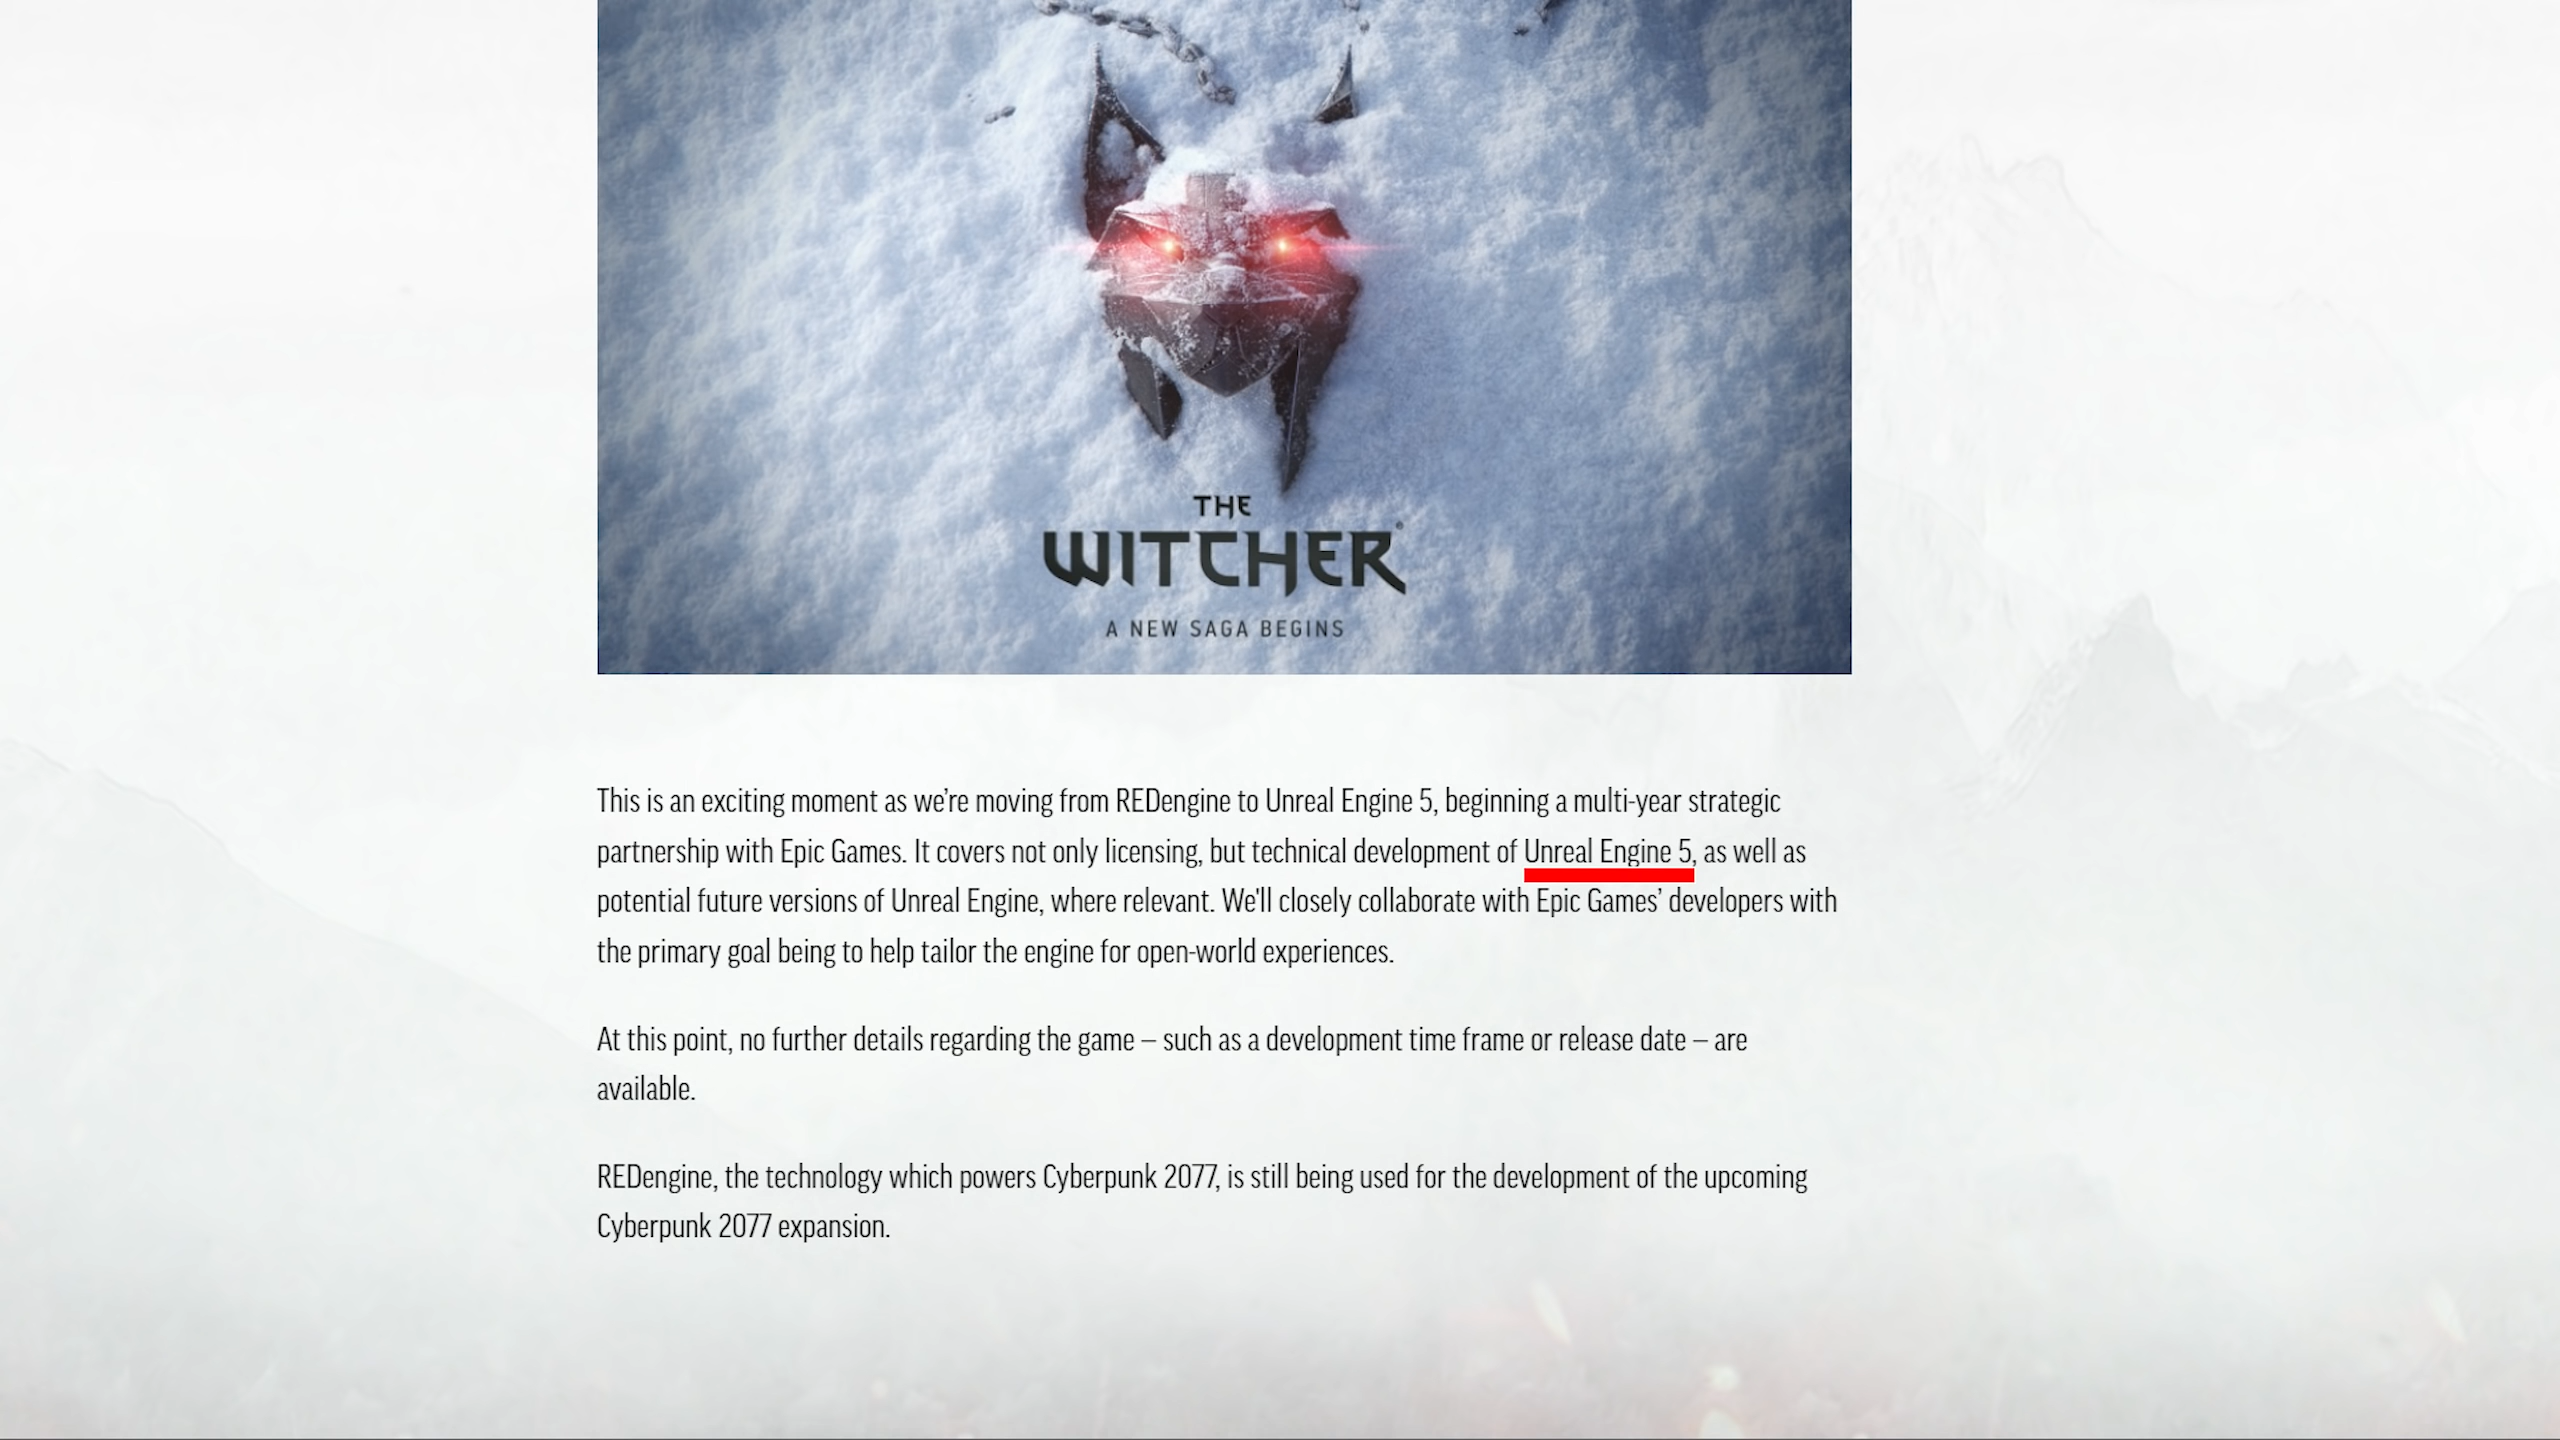 THE
WITCHER®
A NEW SAGA BEGINS
This is an exciting moment as we’re moving from REDengine to Unreal Engine 5, beginning a multi-year strategic
partnership with Epic Games. It covers not only licensing, but technical development of Unreal Engine 5, as well as
potential future versions of Unreal Engine, where relevant. We'll closely collaborate with Epic Games’ developers with
the primary goal being to help tailor the engine for open-world experiences.
At this point, no further details regarding the game – such as a development time frame or release date – are
available.
REDengine, the technology which powers Cyberpunk 2077, is still being used for the development of the upcoming
Cyberpunk 2077 expansion.